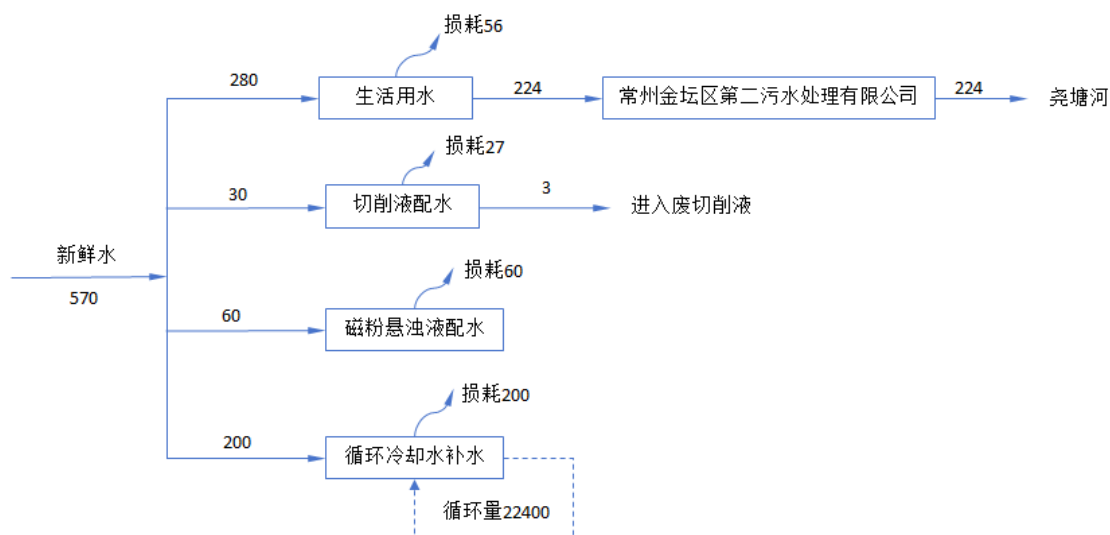 损耗56
280
生活用水
224
常州金坛区第二污水处理有限公司
224
尧塘河
损耗27
30
切削液配水
3
进入废切削液
新鲜水
570
损耗60
60
磁粉悬浊液配水
损耗200
200
循环冷却水补水
循环量22400